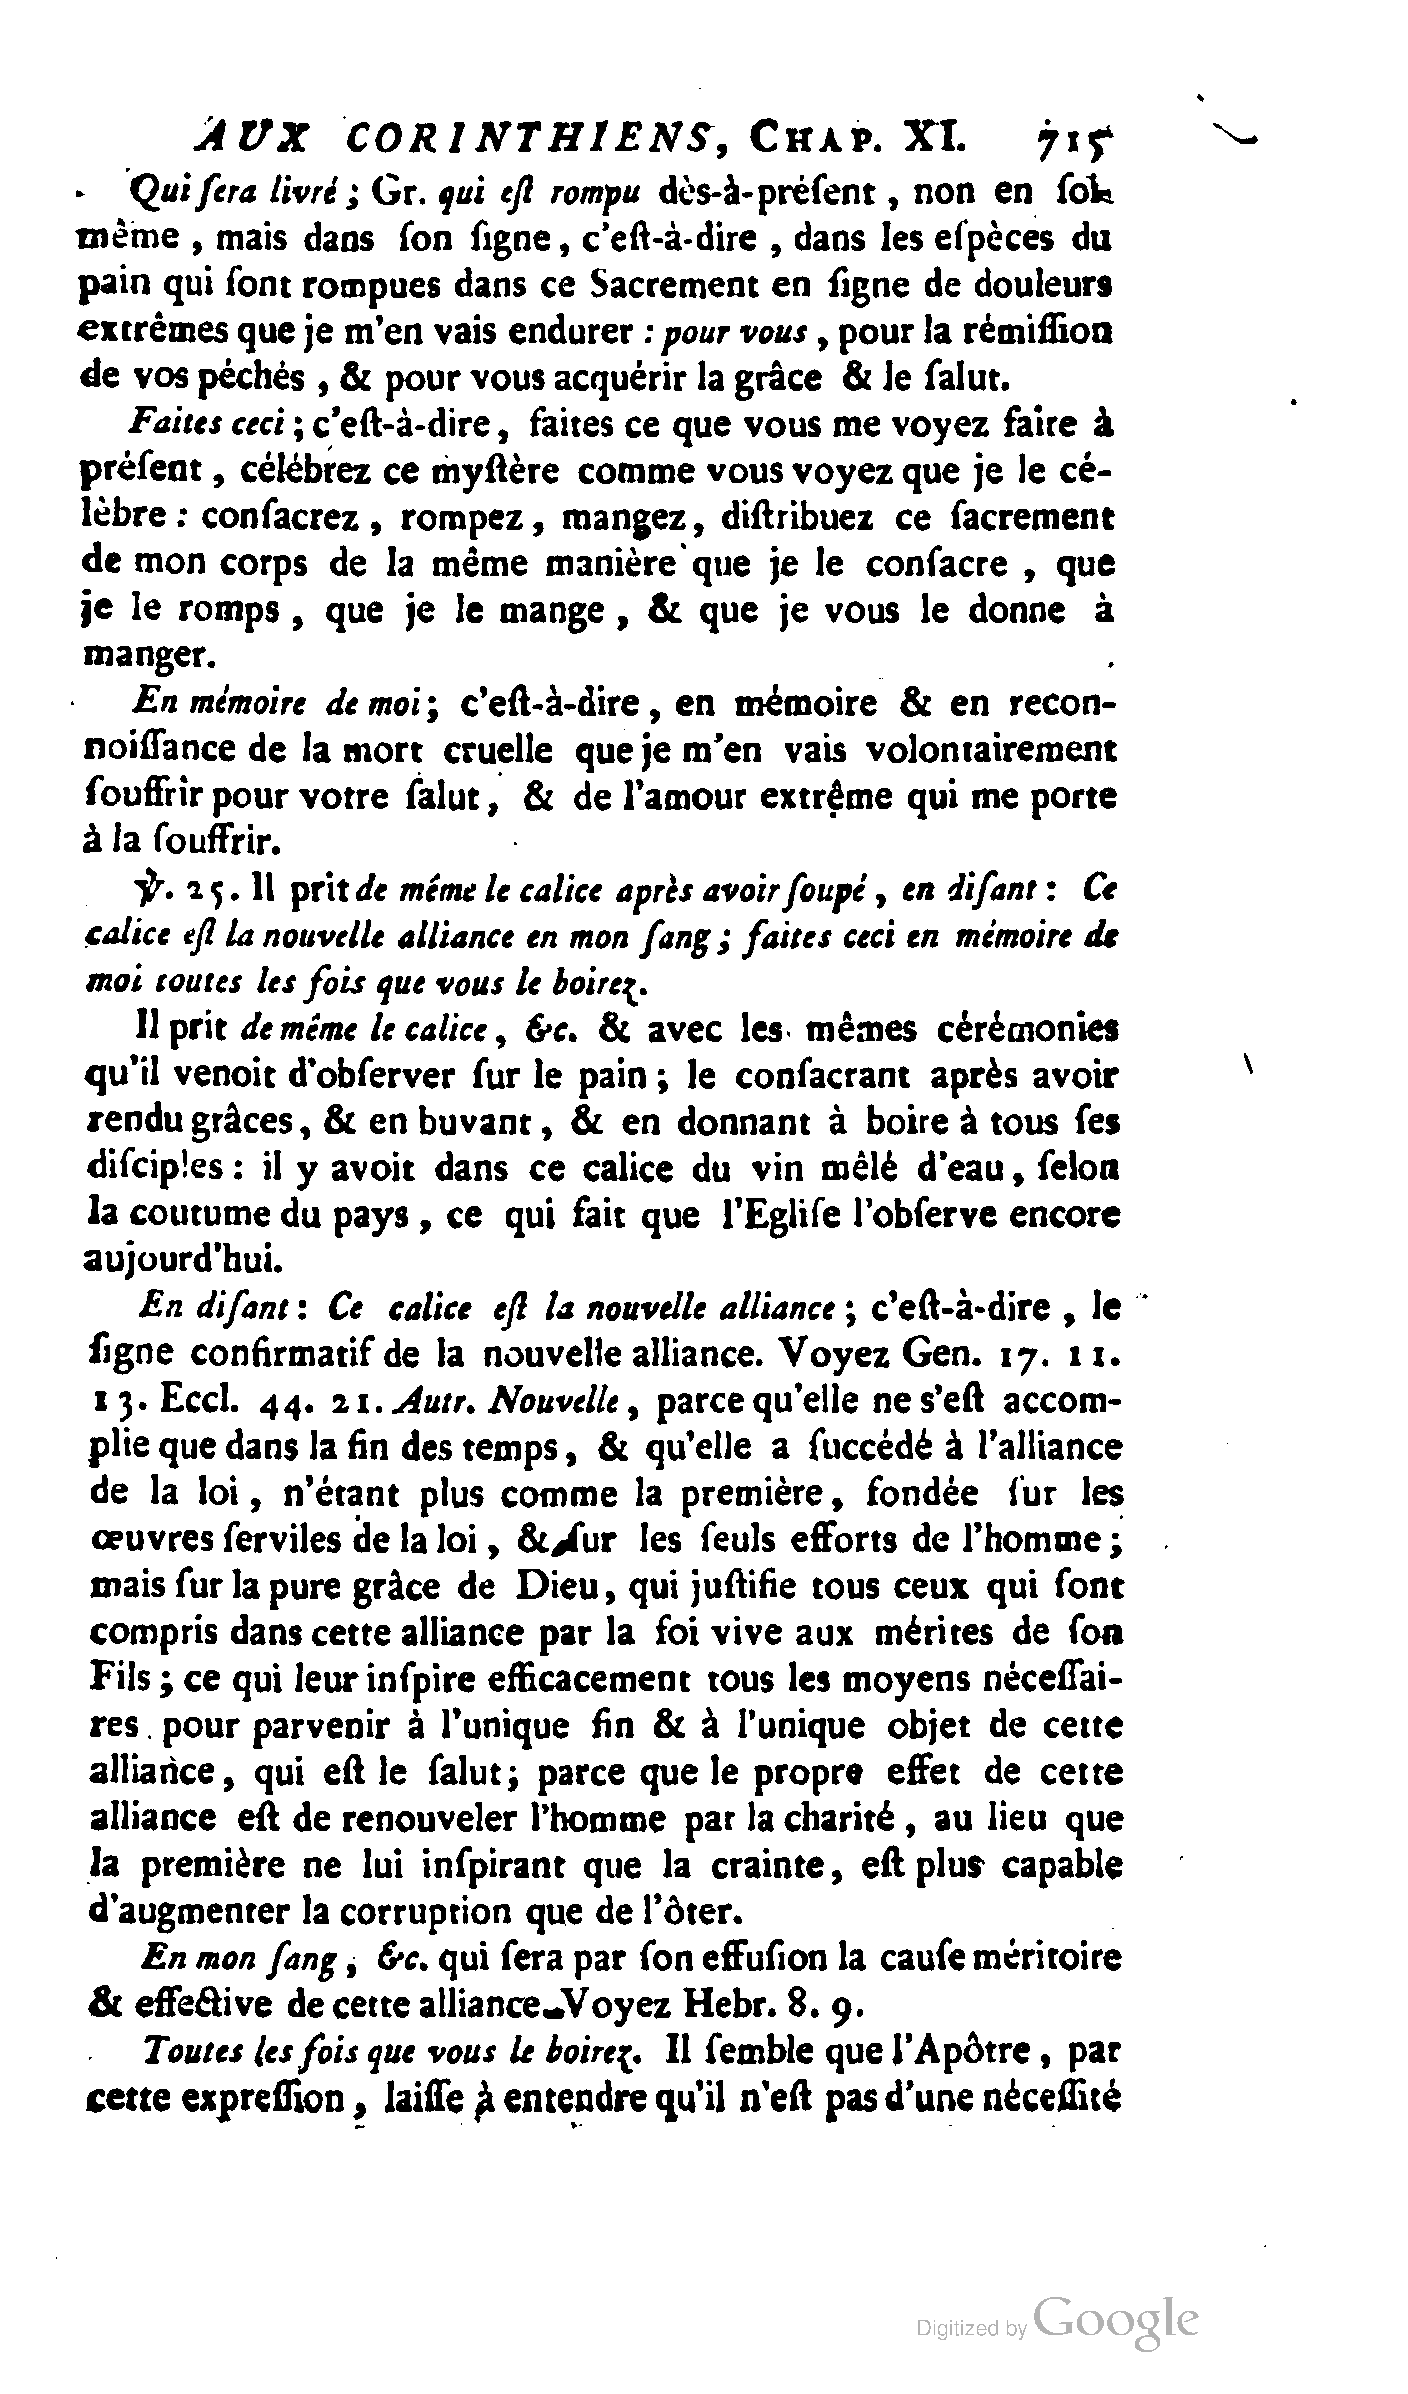 AUX CORINTHIENS, CHAP. XI. 715
Qui ſera livré ; Gr. qui eſt rompu dès-à-préſent , non en ſoi-
même , mais dans ſon ſigne, c'eſt-à-dire , dans les eſpèces du
pain qui ſont rompues dans ce Sacrement en ſigne de douleurs
extrêmes que je m'en vais endurer : pour vous , pour la rémiſſion
de vos péchés , & pour vous acquérir la grâce & le ſalut.
Faites ceci ; c'eſt-à-dire, faites ce que vous me voyez faire à
préſent , célébrez ce myſtère comme vous voyez que je le cé-
lèbre : conſacrez , rompez, mangez, diſtribuez ce ſacrement
de mon corps de la même manière que je le conſacre , que
je le romps , que je le mange , & que je vous le donne à
manger.
En mémoire de moi; c'eſt-à-dire, en mémoire & en recon-
noiſſance de la mort cruelle que je m'en vais volontairement
ſouffrir pour votre ſalut, & de l'amour extrême qui me porte
à la ſouffrir.
℣. 25. Il prit de même le calice après avoir ſoupé , en diſant : Ce
calice eſt la nouvelle alliance en mon ſang ; faites ceci en mémoire de
moi toutes les fois que vous le boirez.
Il prit de même le calice, &c. & avec les mêmes cérémonies
qu'il venoit d'obſerver ſur le pain ; le conſacrant après avoir
rendu grâces, & en buvant, & en donnant à boire à tous ſes
diſciples : il y avoit dans ce calice du vin mêlé d'eau, ſelon
la coutume du pays, ce qui fait que l'Egliſe l'obſerve encore
aujourd'hui.
En diſant : Ce calice eſt la nouvelle alliance ; c'eſt-à-dire , le
ſigne confirmatif de la nouvelle alliance. Voyez Gen. 17. 11.
13. Eccl. 44. 21. Autr. Nouvelle, parce qu'elle ne s'eſt accom-
plie que dans la fin des temps, & qu'elle a ſuccédé à l'alliance
de la loi, n'étant plus comme la première, fondée ſur les
œuvres ſerviles de la loi, & ſur les ſeuls efforts de l'homme ;
mais ſur la pure grâce de Dieu, qui juſtifie tous ceux qui ſont
compris dans cette alliance par la foi vive aux mérites de ſon
Fils ; ce qui leur inſpire efficacement tous les moyens néceſſai-
res pour parvenir à l'unique fin & à l'unique objet de cette
alliance, qui eſt le ſalut; parce que le propre effet de cette
alliance eſt de renouveler l'homme par la charité, au lieu que
la première ne lui inſpirant que la crainte, eſt plus capable
d'augmenter la corruption que de l'ôter.
En mon ſang, &c. qui ſera par ſon effuſion la cauſe méritoire
& effective de cette alliance. Voyez Hebr. 8. 9.
Toutes les fois que vous le boirez. Il ſemble que l'Apôtre, par
cette expreſſion, laiſſe à entendre qu'il n'eſt pas d'une néceſſité
Digitized by Google